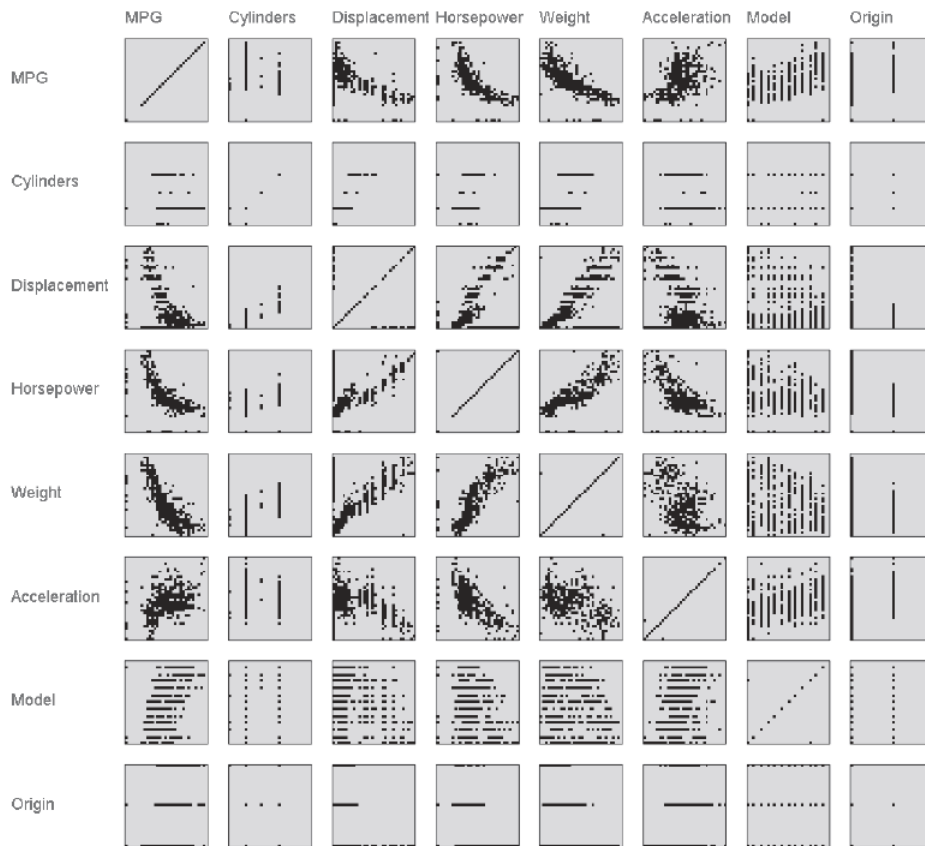 MPG Cylinders Displacement Horsepower Weight Acceleration Model Origin
MPG
Cylinders
Displacement
Horsepower
Weight
Acceleration
Model
Origin